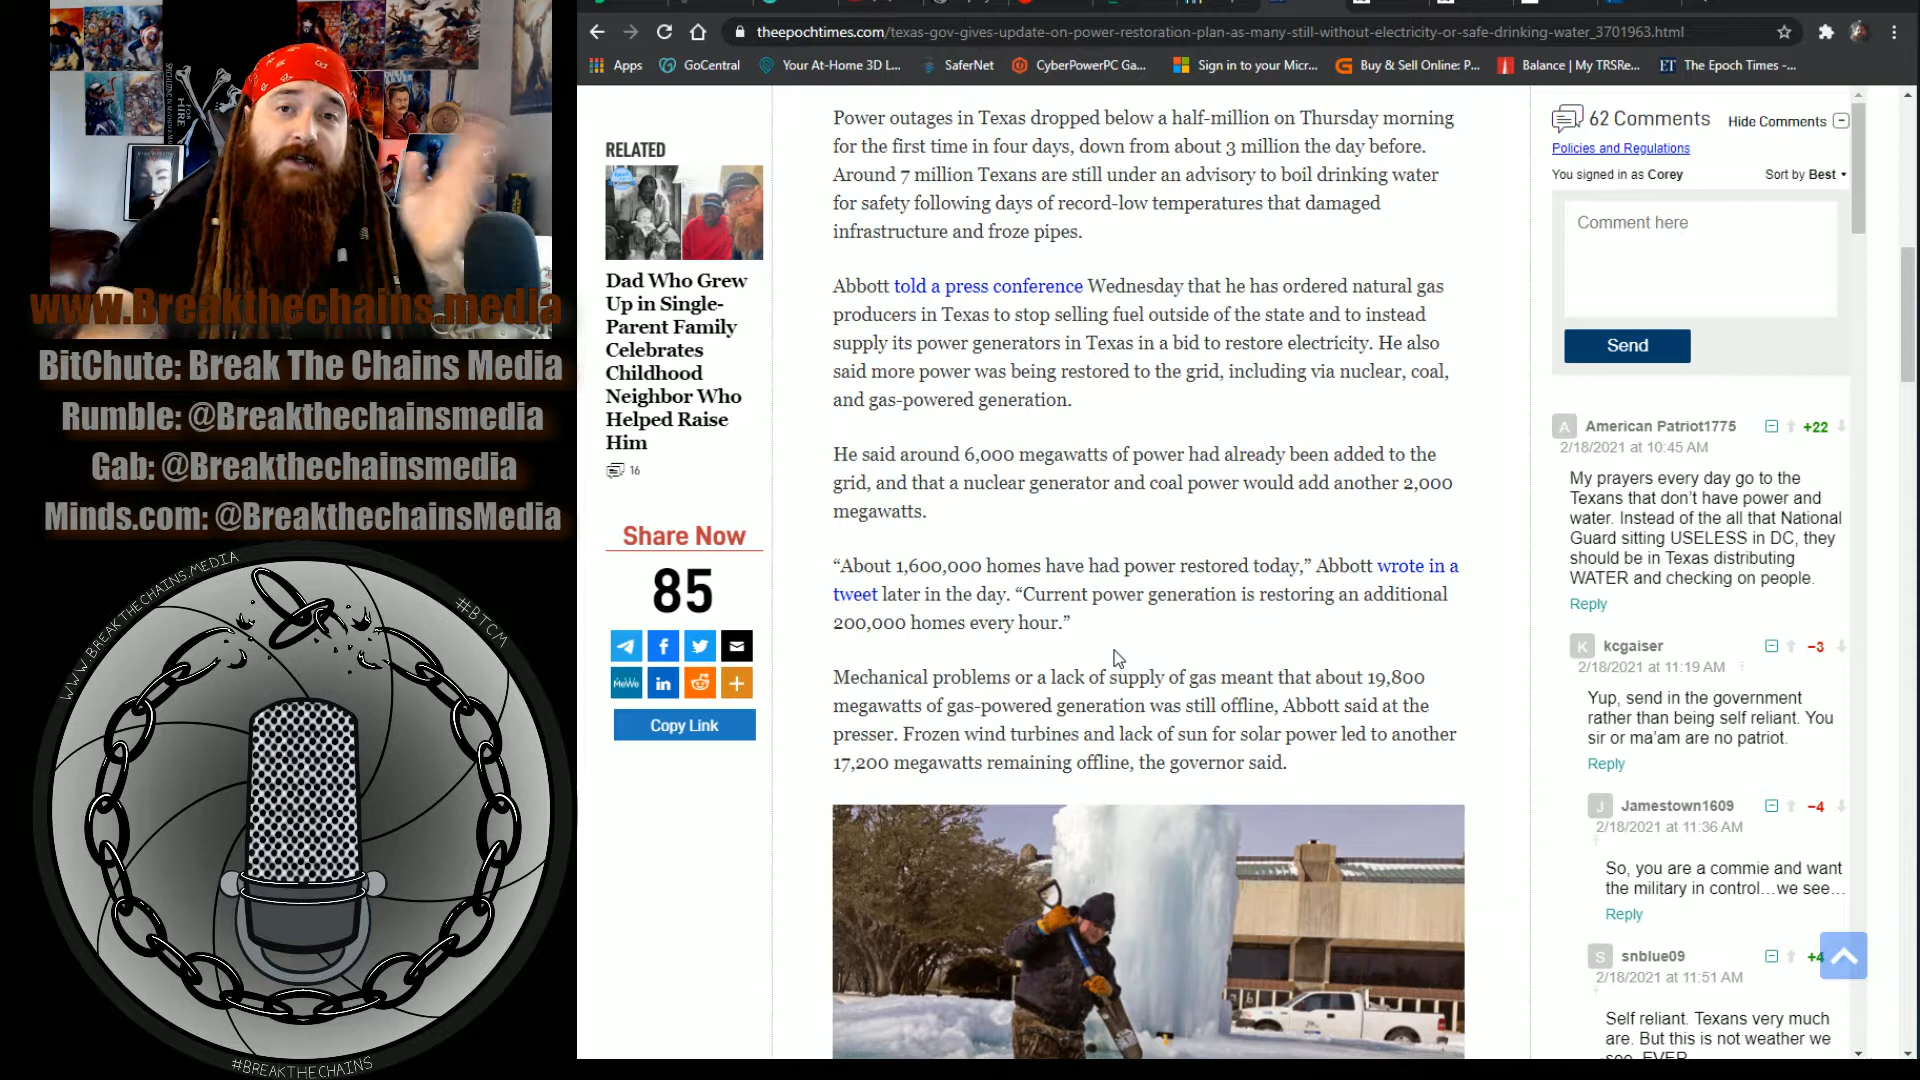 theepochtimes.com/texas-gov-gives-update-on-power-restoration-plan-as-many-still-without-electricity-or-safe-drinking-water_3701963.html
Apps
GoCentral
Your At-Home 3D L...
SaferNet
CyberPowerPC Ga...
Sign in to your Micr...
Buy & Sell Online: P...
Balance | My TRSRe...
ET
The Epoch Times -...
FOR
HIRE
www.Breakthechains.media
BitChute: Break The Chains Media
Rumble: @Breakthechainsmedia
Gab: @Breakthechainsmedia
Minds.com: @BreakthechainsMedia
WWW.BREAKTHECHAINS.MEDIA
#BTCM
#BREAKTHECHAINS
RELATED
Dad Who Grew
Up in Single-
Parent Family
Celebrates
Childhood
Neighbor Who
Helped Raise
Him
16
Share Now
85
MeWe
in
Copy Link
Power outages in Texas dropped below a half-million on Thursday morning
for the first time in four days, down from about 3 million the day before.
Around 7 million Texans are still under an advisory to boil drinking water
for safety following days of record-low temperatures that damaged
infrastructure and froze pipes.
Abbott told a press conference Wednesday that he has ordered natural gas
producers in Texas to stop selling fuel outside of the state and to instead
supply its power generators in Texas in a bid to restore electricity. He also
said more power was being restored to the grid, including via nuclear, coal,
and gas-powered generation.
He said around 6,000 megawatts of power had already been added to the
grid, and that a nuclear generator and coal power would add another 2,000
megawatts.
“About 1,600,000 homes have had power restored today,” Abbott wrote in a
tweet later in the day. “Current power generation is restoring an additional
200,000 homes every hour.”
Mechanical problems or a lack of supply of gas meant that about 19,800
megawatts of gas-powered generation was still offline, Abbott said at the
presser. Frozen wind turbines and lack of sun for solar power led to another
17,200 megawatts remaining offline, the governor said.
62 Comments
Hide Comments
Policies and Regulations
You signed in as Corey
Sort by Best
Comment here
Send
A
American Patriot1775
+22
2/18/2021 at 10:45 AM
My prayers every day go to the
Texans that don't have power and
water. Instead of the all that National
Guard sitting USELESS in DC, they
should be in Texas distributing
WATER and checking on people.
Reply
K
kcgaiser
-3
2/18/2021 at 11:19 AM
Yup, send in the government
rather than being self reliant. You
sir or ma'am are no patriot.
Reply
J
Jamestown1609
-4
2/18/2021 at 11:36 AM
So, you are a commie and want
the military in control...we see...
Reply
S
snblue09
+4
2/18/2021 at 11:51 AM
Self reliant. Texans very much
are. But this is not weather we
see. EVER